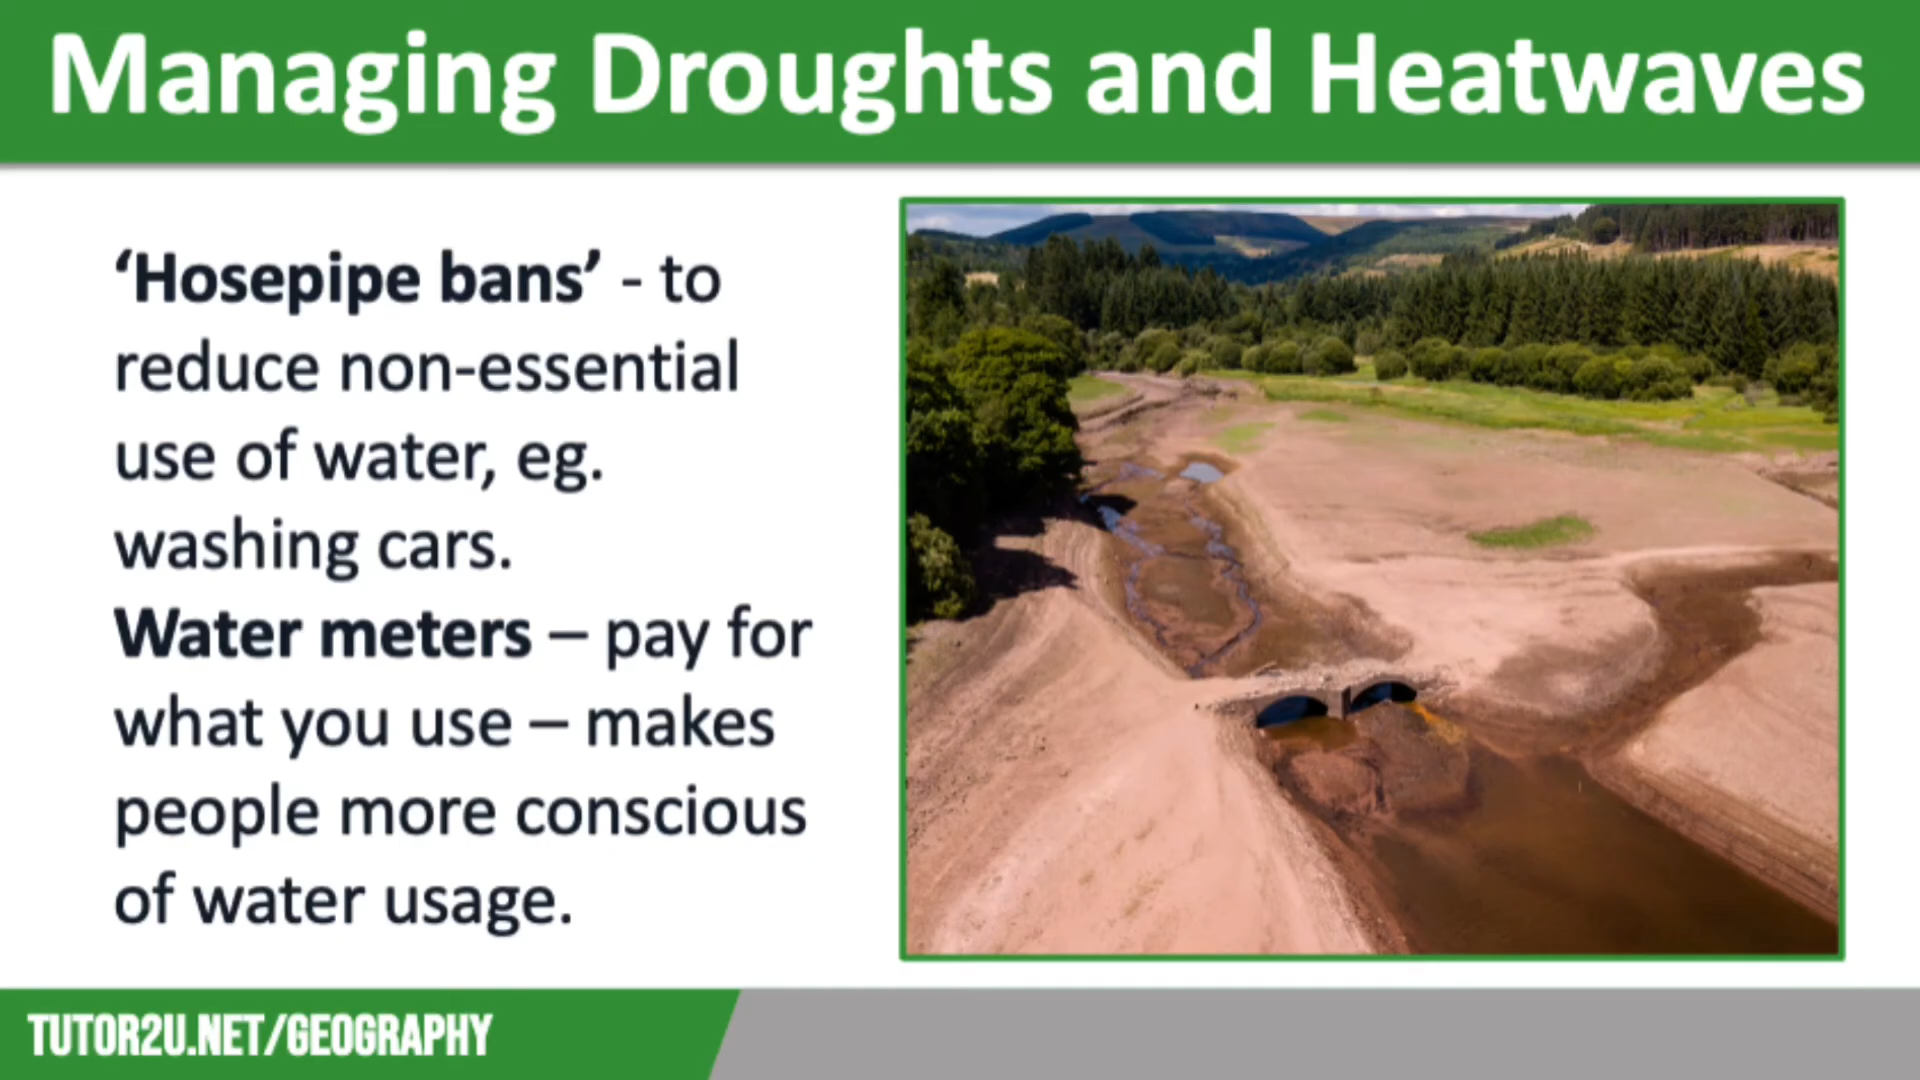 Managing Droughts and Heatwaves
‘Hosepipe bans’ - to
reduce non-essential
use of water, eg.
washing cars.
Water meters – pay for
what you use – makes
people more conscious
of water usage.
TUTOR2U.NET/GEOGRAPHY